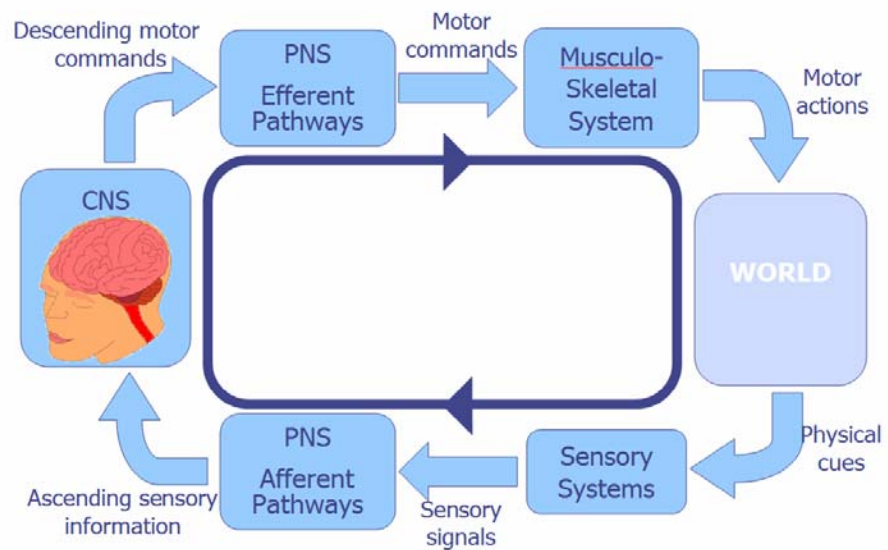 Descending motor
commands
PNS
Efferent
Pathways
Motor
commands
Musculo-
Skeletal
System
Motor
actions
CNS
WORLD
Ascending sensory
information
PNS
Afferent
Pathways
Sensory
signals
Sensory
Systems
Physical
cues